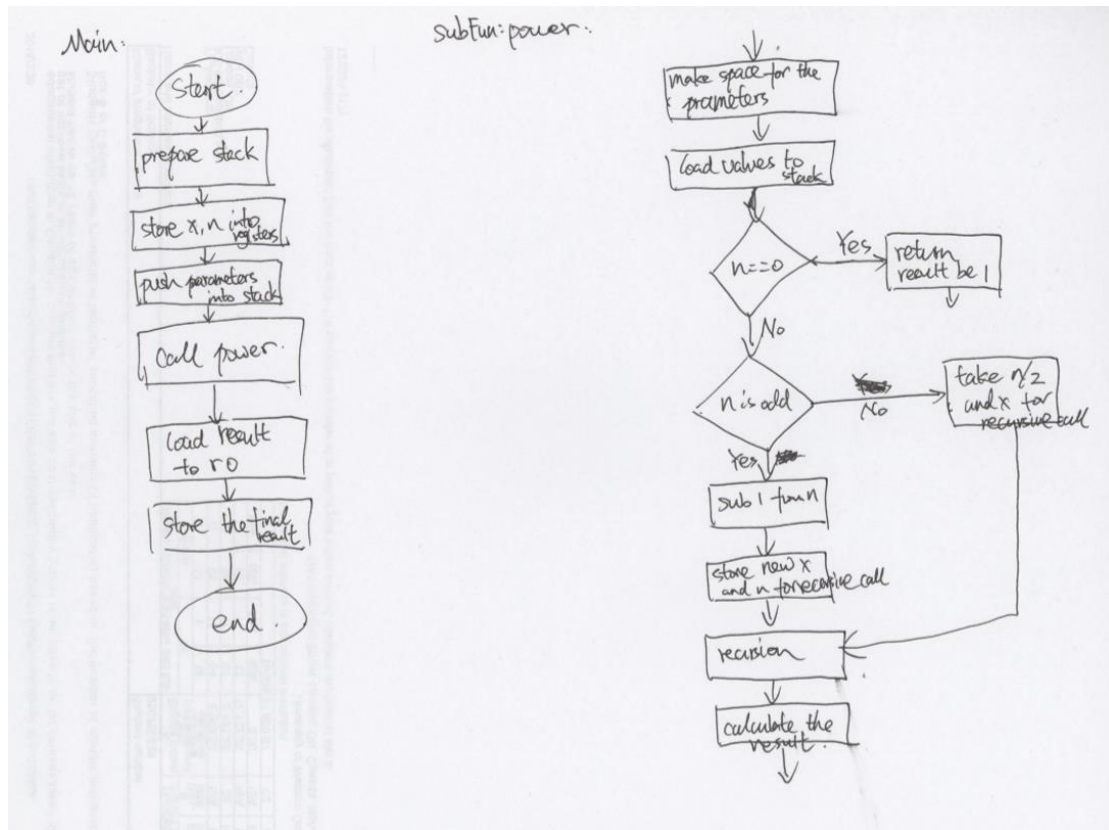 Main:
Start.
prepare stack
store x, n into
registers
push parameters
into stack
call power.
load result
to r0
store the final
result
end.
SubFun: power.
make space for the
prameters
load values to
stack
n==0
Yes
return
result be 1
No
n is odd
No
take n/2
and x for
recursive call
Yes
sub 1 from n
store new x
and n for recursive call
recursion
calculate the
result.